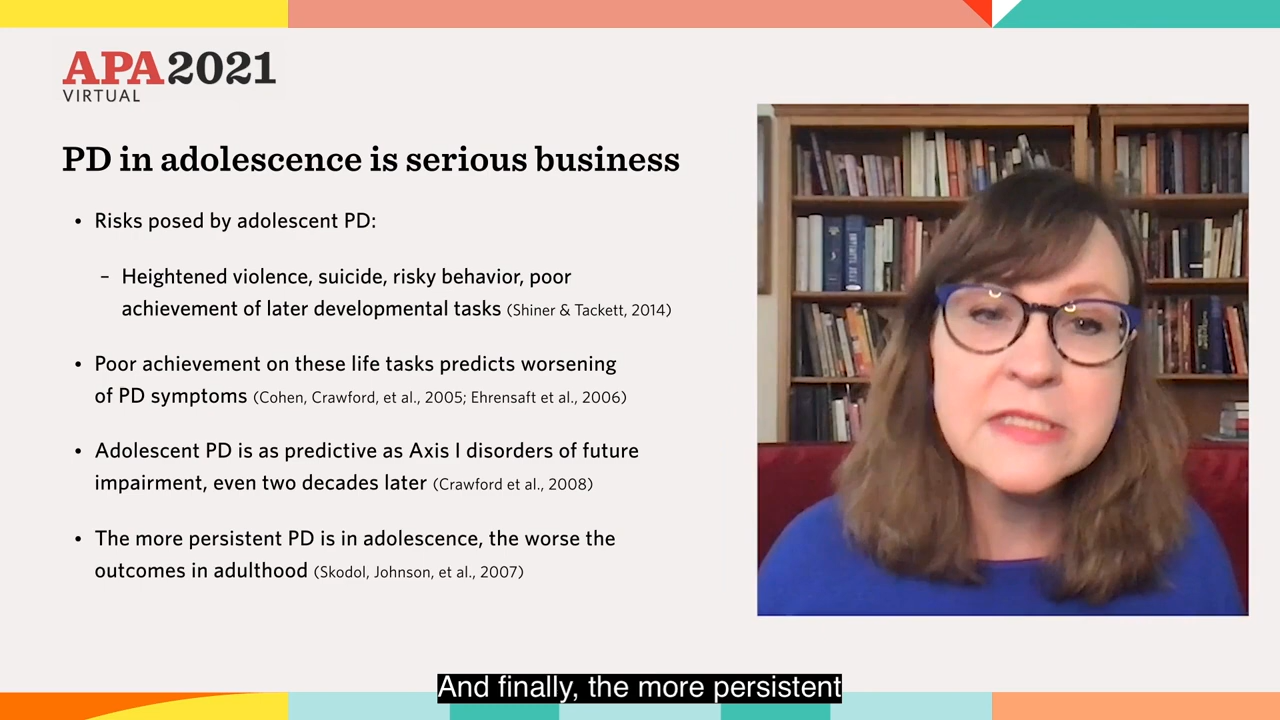 APA2021
VIRTUAL
PD in adolescence is serious business
• Risks posed by adolescent PD:
– Heightened violence, suicide, risky behavior, poor
achievement of later developmental tasks (Shiner & Tackett, 2014)
• Poor achievement on these life tasks predicts worsening
of PD symptoms (Cohen, Crawford, et al., 2005; Ehrensaft et al., 2006)
• Adolescent PD is as predictive as Axis I disorders of future
impairment, even two decades later (Crawford et al., 2008)
• The more persistent PD is in adolescence, the worse the
outcomes in adulthood (Skodol, Johnson, et al., 2007)
And finally, the more persistent